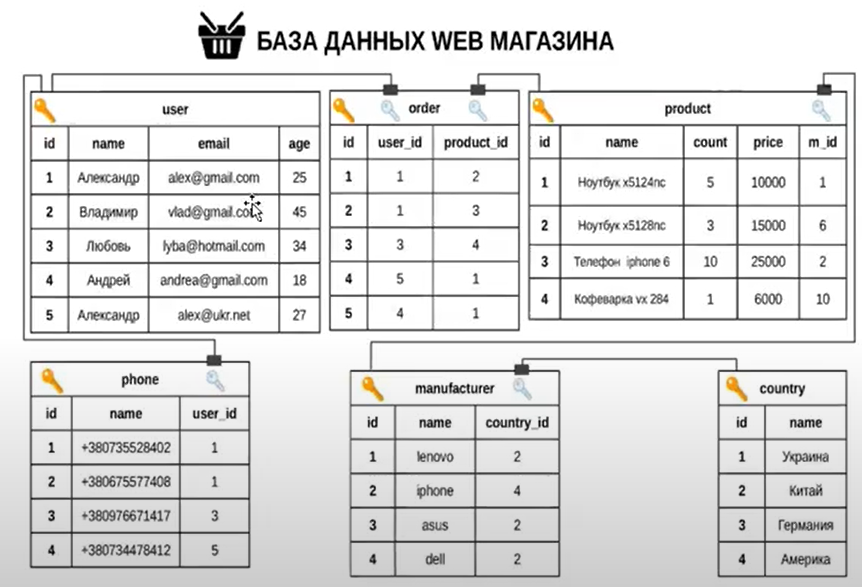 БАЗА ДАННЫХ WEB МАГАЗИНА
user
id name email age
1 Александр alex@gmail.com 25
2 Владимир vlad@gmail.com 45
3 Любовь lyba@hotmail.com 34
4 Андрей andrea@gmail.com 18
5 Александр alex@ukr.net 27
order
id user_id product_id
1 1 2
2 1 3
3 3 4
4 5 1
5 4 1
product
id name count price m_id
1 Ноутбук x5124nc 5 10000 1
2 Ноутбук x5128nc 3 15000 6
3 Телефон iphone 6 10 25000 2
4 Кофеварка vx 284 1 6000 10
phone
id name user_id
1 +380735528402 1
2 +380675577408 1
3 +380976671417 3
4 +380734478412 5
manufacturer
id name country_id
1 lenovo 2
2 iphone 4
3 asus 2
4 dell 2
country
id name
1 Украина
2 Китай
3 Германия
4 Америка